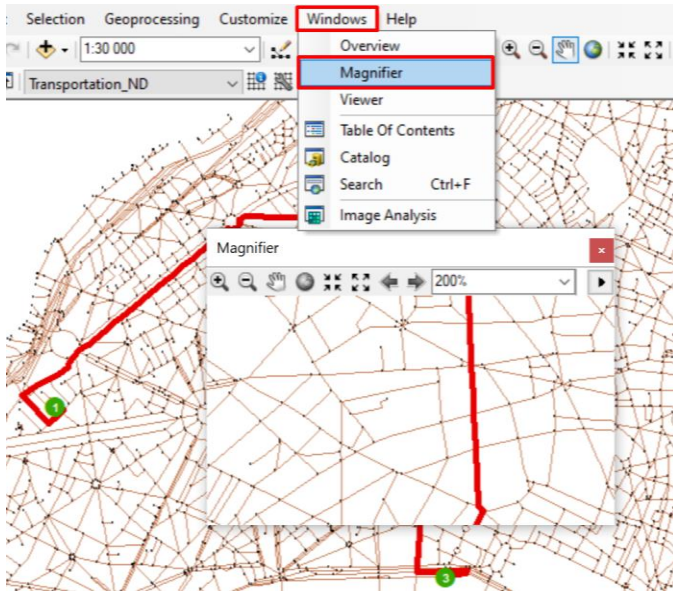 Selection Geoprocessing Customize Windows Help
1:30 000
Overview
Transportation_ND
Magnifier
Viewer
Table Of Contents
Catalog
Search Ctrl+F
Image Analysis
Magnifier
200%
1
3